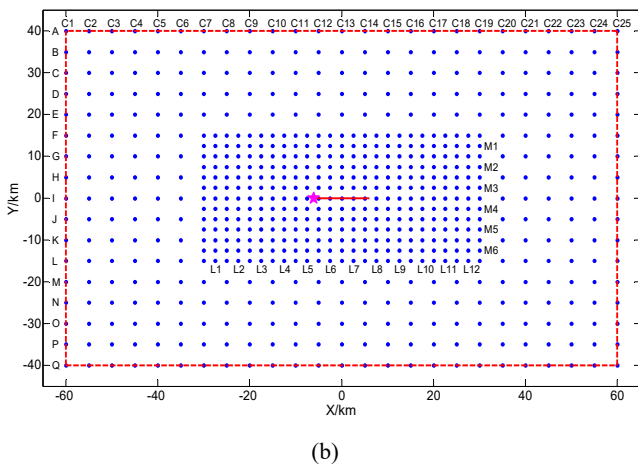 C1 C2 C3 C4 C5 C6 C7 C8 C9 C10 C11 C12 C13 C14 C15 C16 C17 C18 C19 C20 C21 C22 C23 C24 C25
40 A
B
30 C
D
20 E
F
M1
10 G
M2
H
M3
0 I
M4
J
M5
-10 K
M6
L
L1 L2 L3 L4 L5 L6 L7 L8 L9 L10 L11 L12
-20 M
N
-30 O
P
-40 Q
Y/km
-60 -40 -20 0 20 40 60
X/km
(b)